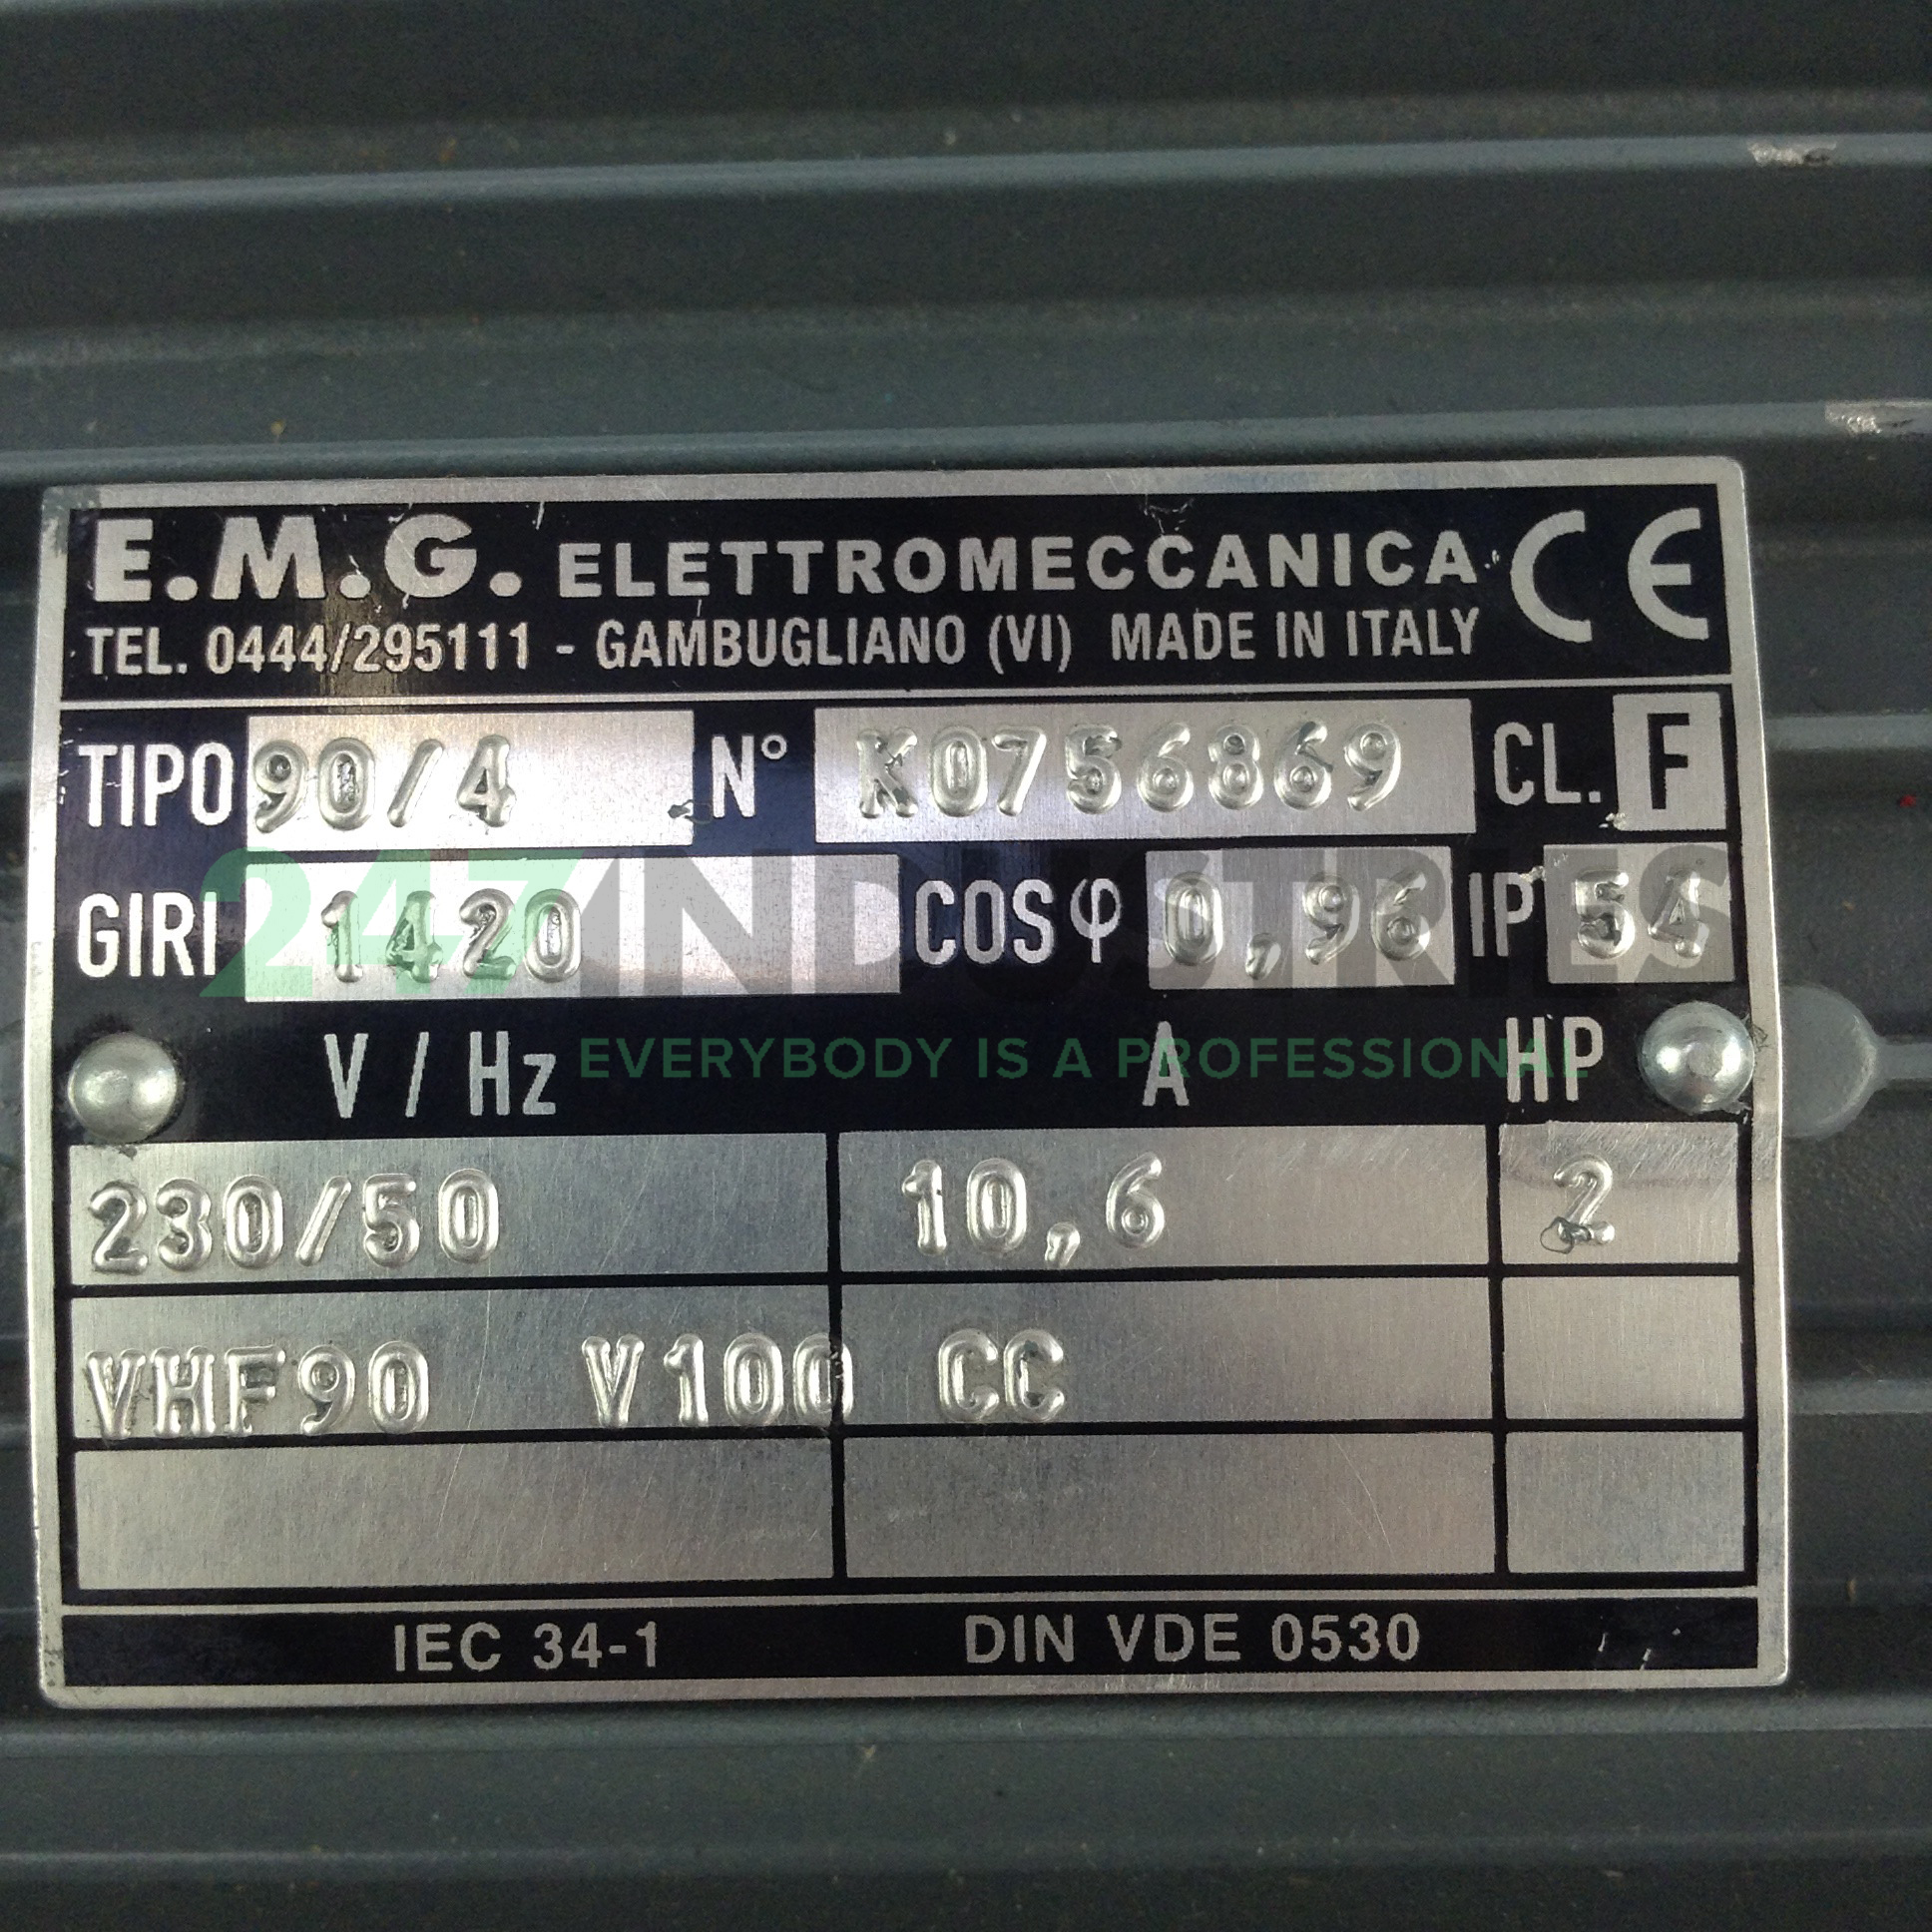 E.M.G. ELETTROMECCANICA CE
TEL. 0444/295111 - GAMBUGLIANO (VI) MADE IN ITALY
TIPO 90/4 N° K0756869 CL. F
247INDUSTRIES
GIRI 1420 COSφ 0,96 IP 54
V / Hz A HP
EVERYBODY IS A PROFESSIONAL
230/50 10,6 2
VHF90 V100 CC
IEC 34-1 DIN VDE 0530